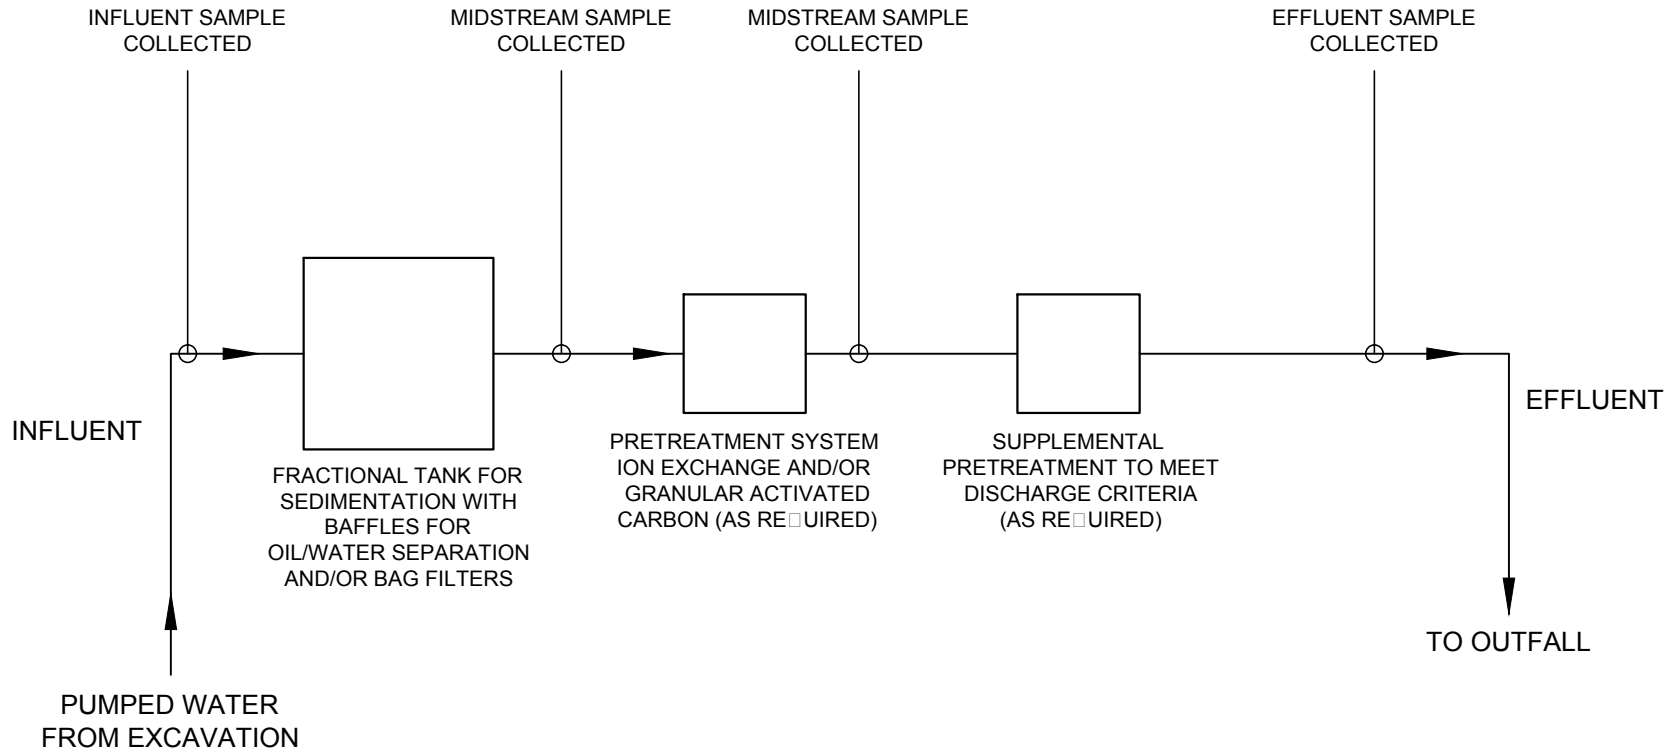 INFLUENT SAMPLE
COLLECTED
MIDSTREAM SAMPLE
COLLECTED
MIDSTREAM SAMPLE
COLLECTED
EFFLUENT SAMPLE
COLLECTED
INFLUENT
EFFLUENT
FRACTIONAL TANK FOR
SEDIMENTATION WITH
BAFFLES FOR
OIL/WATER SEPARATION
AND/OR BAG FILTERS
PRETREATMENT SYSTEM
ION EXCHANGE AND/OR
GRANULAR ACTIVATED
CARBON (AS RE□UIRED)
SUPPLEMENTAL
PRETREATMENT TO MEET
DISCHARGE CRITERIA
(AS RE□UIRED)
TO OUTFALL
PUMPED WATER
FROM EXCAVATION